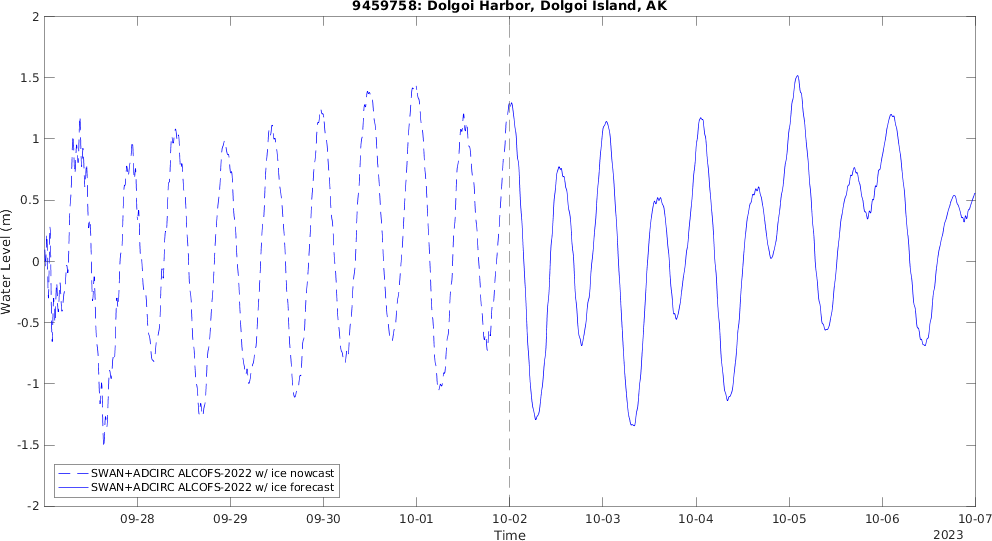 9459758: Dolgoi Harbor, Dolgoi Island, AK
2
1.5
1
0.5
0
-0.5
-1
-1.5
-2
Water Level (m)
SWAN+ADCIRC ALCOFS-2022 w/ ice nowcast
SWAN+ADCIRC ALCOFS-2022 w/ ice forecast
09-28 09-29 09-30 10-01 10-02 10-03 10-04 10-05 10-06 10-07
Time
2023